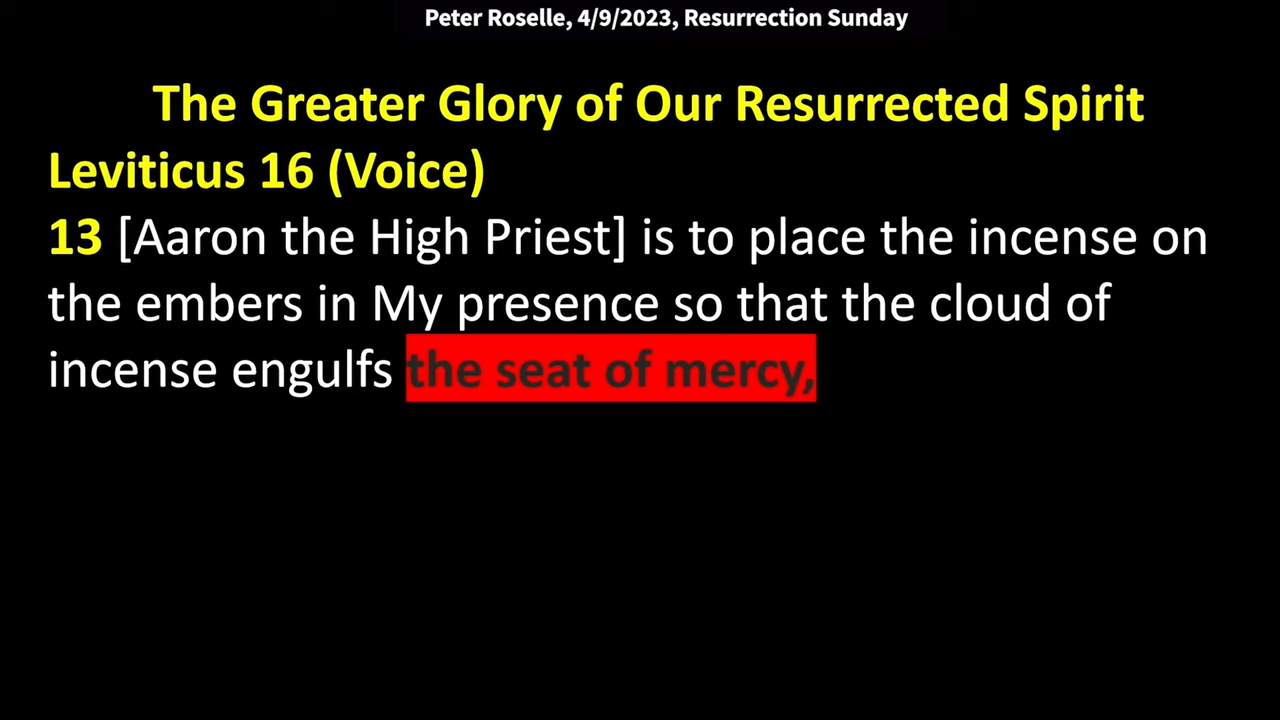 Peter Roselle, 4/9/2023, Resurrection Sunday
The Greater Glory of Our Resurrected Spirit
Leviticus 16 (Voice)
13 [Aaron the High Priest] is to place the incense on
the embers in My presence so that the cloud of
incense engulfs the seat of mercy,